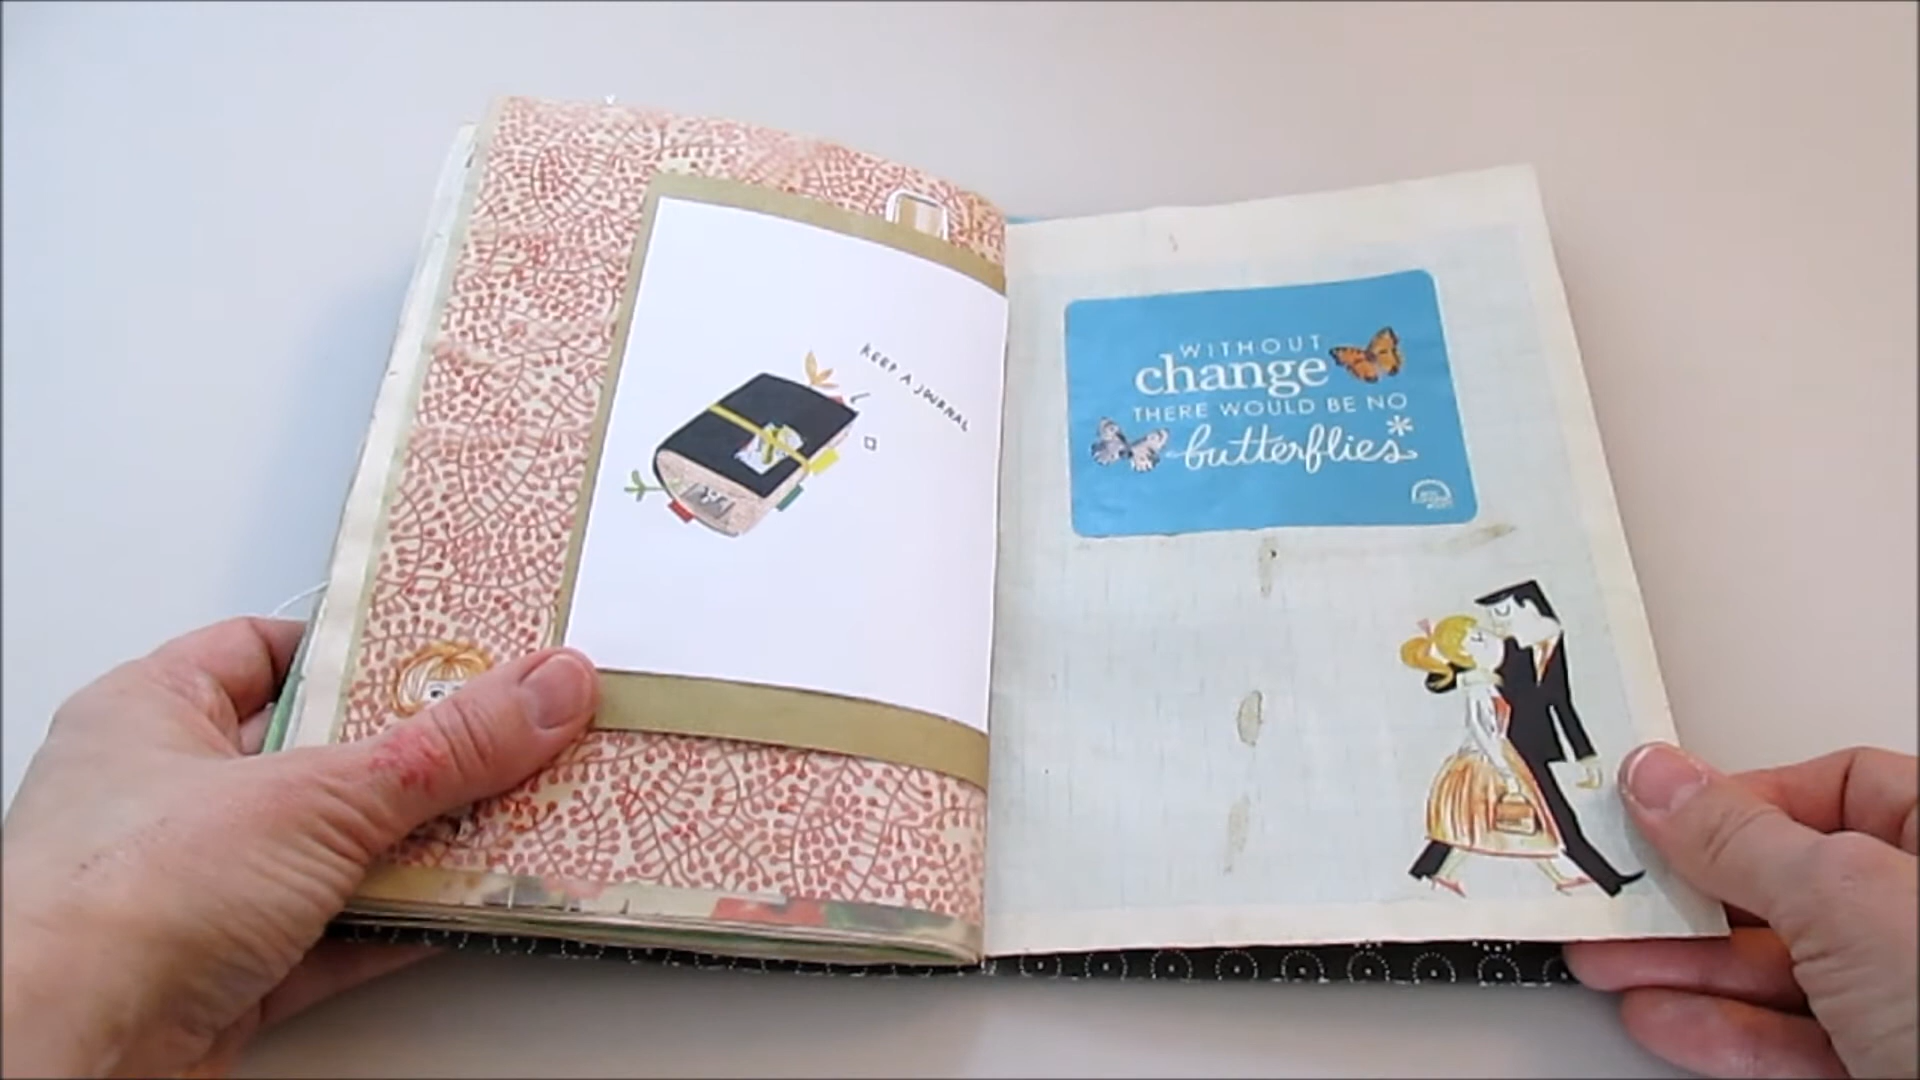 KEEP A JOURNAL
WITHOUT
change
THERE WOULD BE NO
butterflies*